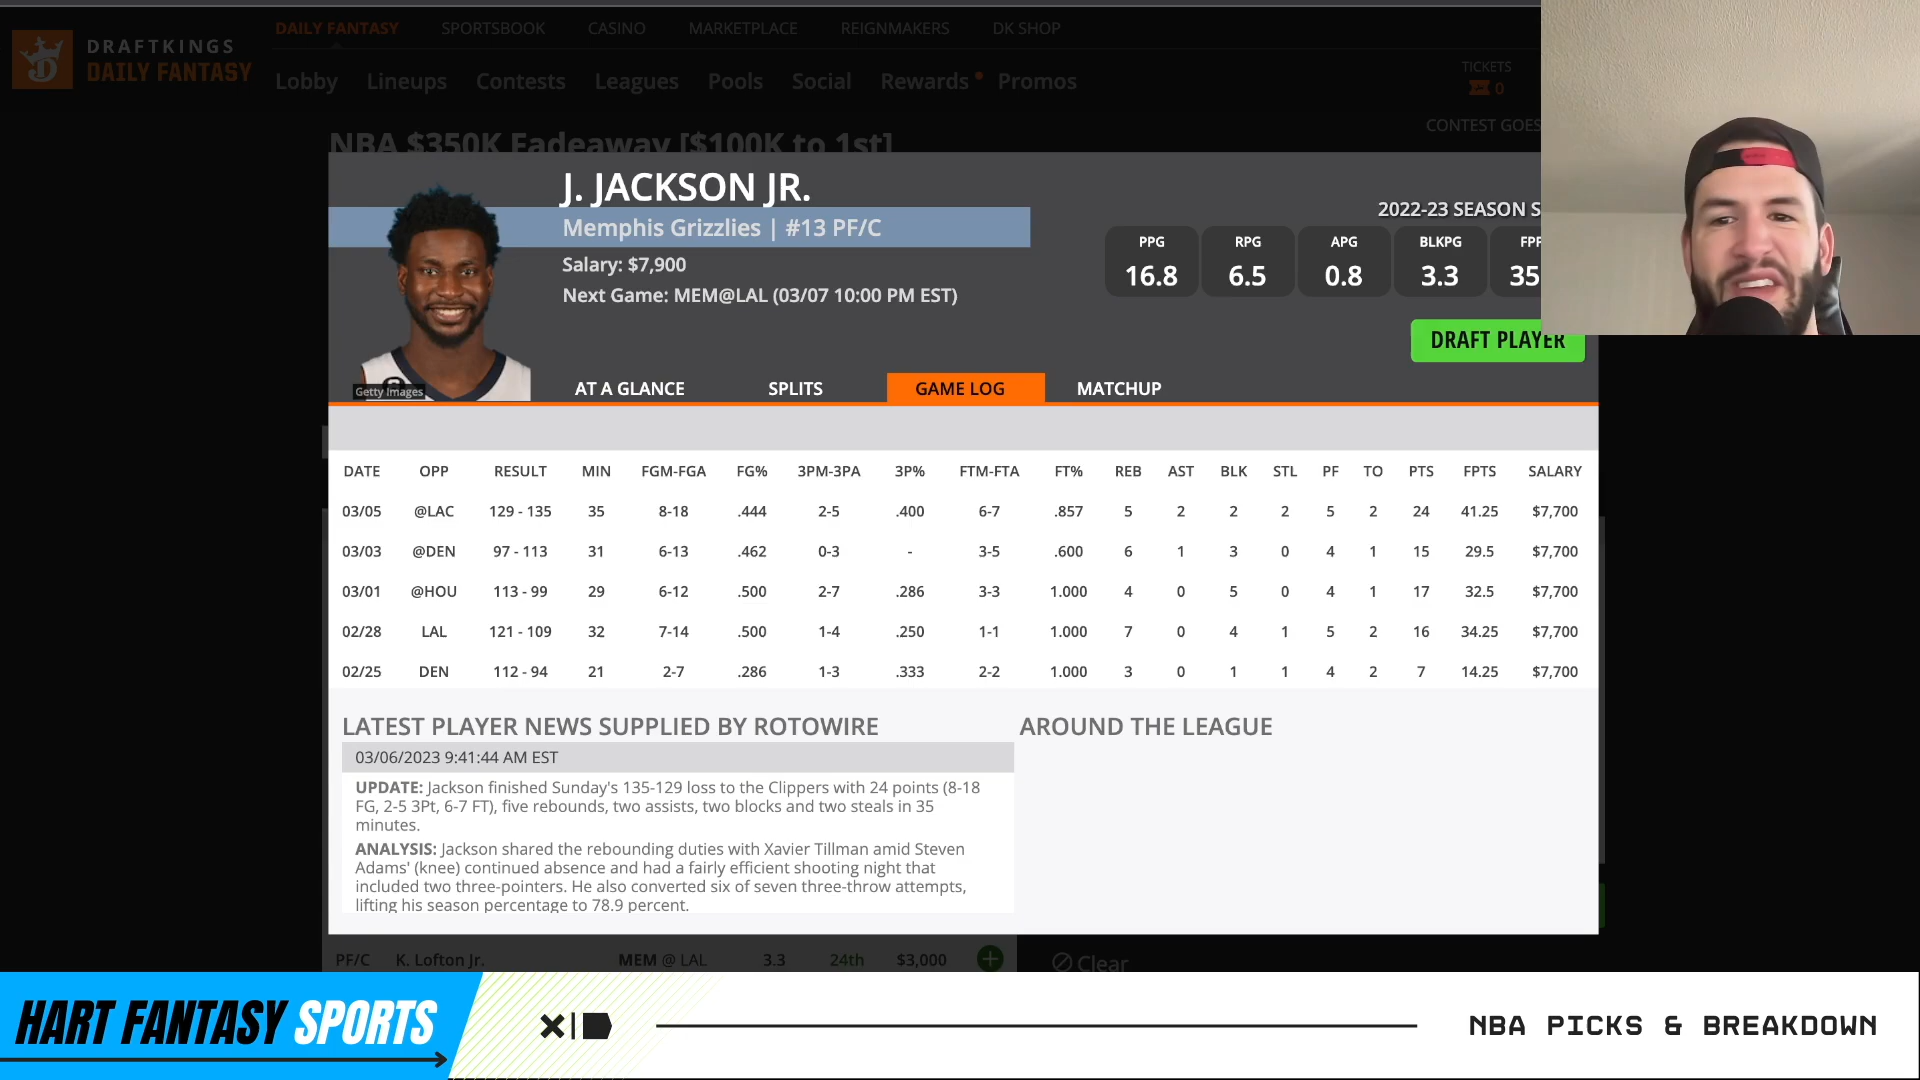 DAILY FANTASY SPORTSBOOK CASINO MARKETPLACE REIGNMAKERS DK SHOP
DRAFTKINGS
DAILY FANTASY
Lobby Lineups Contests Leagues Pools Social Rewards Promos
TICKETS
0
CONTEST GOES
NBA $350K Fadeaway [$100K to 1st]
J. JACKSON JR.
Memphis Grizzlies | #13 PF/C
Salary: $7,900
Next Game: MEM@LAL (03/07 10:00 PM EST)
2022-23 SEASON S
PPG RPG APG BLKPG FPP
16.8 6.5 0.8 3.3 35
DRAFT PLAYER
Getty Images
AT A GLANCE SPLITS GAME LOG MATCHUP
DATE OPP RESULT MIN FGM-FGA FG% 3PM-3PA 3P% FTM-FTA FT% REB AST BLK STL PF TO PTS FPTS SALARY
03/05 @LAC 129 - 135 35 8-18 .444 2-5 .400 6-7 .857 5 2 2 2 5 2 24 41.25 $7,700
03/03 @DEN 97 - 113 31 6-13 .462 0-3 - 3-5 .600 6 1 3 0 4 1 15 29.5 $7,700
03/01 @HOU 113 - 99 29 6-12 .500 2-7 .286 3-3 1.000 4 0 5 0 4 1 17 32.5 $7,700
02/28 LAL 121 - 109 32 7-14 .500 1-4 .250 1-1 1.000 7 0 4 1 5 2 16 34.25 $7,700
02/25 DEN 112 - 94 21 2-7 .286 1-3 .333 2-2 1.000 3 0 1 1 4 2 7 14.25 $7,700
LATEST PLAYER NEWS SUPPLIED BY ROTOWIRE
03/06/2023 9:41:44 AM EST
UPDATE: Jackson finished Sunday's 135-129 loss to the Clippers with 24 points (8-18
FG, 2-5 3Pt, 6-7 FT), five rebounds, two assists, two blocks and two steals in 35
minutes.
ANALYSIS: Jackson shared the rebounding duties with Xavier Tillman amid Steven
Adams' (knee) continued absence and had a fairly efficient shooting night that
included two three-pointers. He also converted six of seven three-throw attempts,
lifting his season percentage to 78.9 percent.
AROUND THE LEAGUE
PF/C K. Lofton Jr. MEM @ LAL 3.3 24th $3,000
Clear
HART FANTASY SPORTS
NBA PICKS & BREAKDOWN